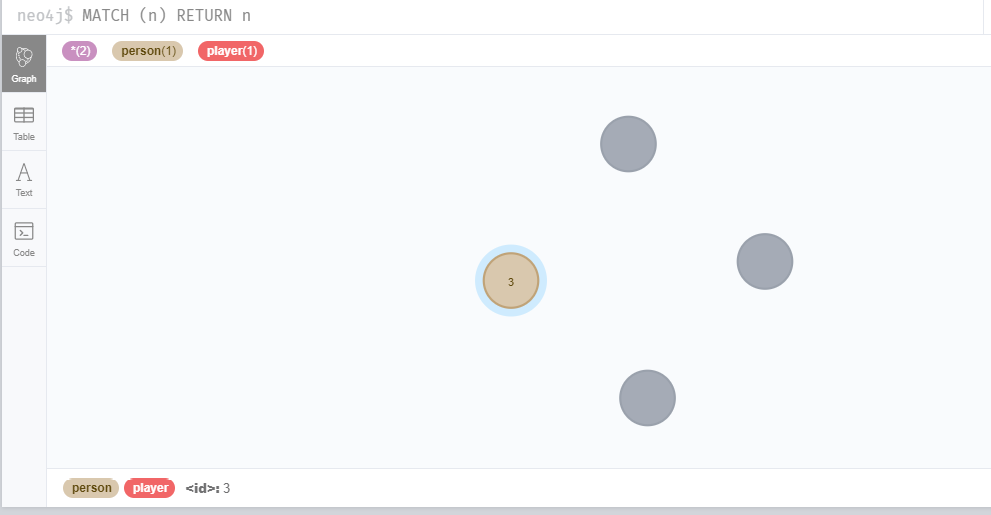 neo4j$ MATCH (n) RETURN n
*(2) person(1) player(1)
Graph
Table
Text
Code
3
person player <id>: 3